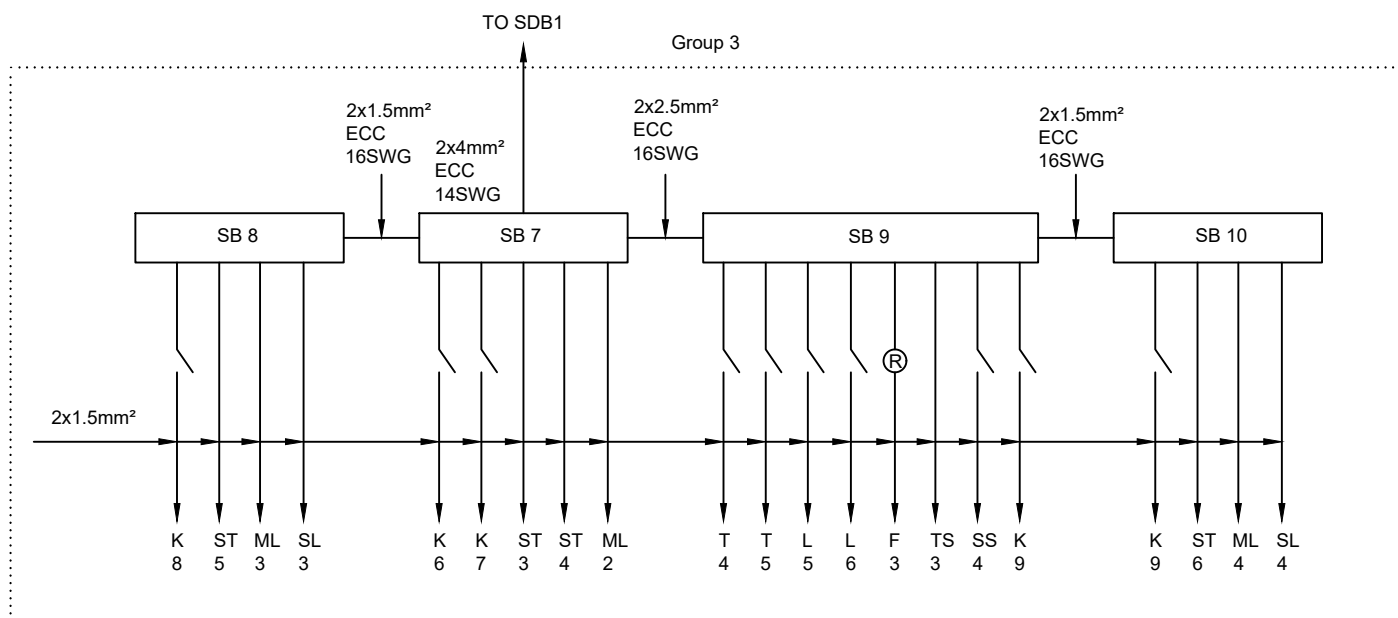 TO SDB1
Group 3
2x1.5mm²
ECC
16SWG
2x4mm²
ECC
14SWG
2x2.5mm²
ECC
16SWG
2x1.5mm²
ECC
16SWG
SB 8
SB 7
SB 9
SB 10
R
2x1.5mm²
K ST ML SL K K ST ST ML T T L L F TS SS K K ST ML SL
8 5 3 3 6 7 3 4 2 4 5 5 6 3 3 4 9 9 6 4 4